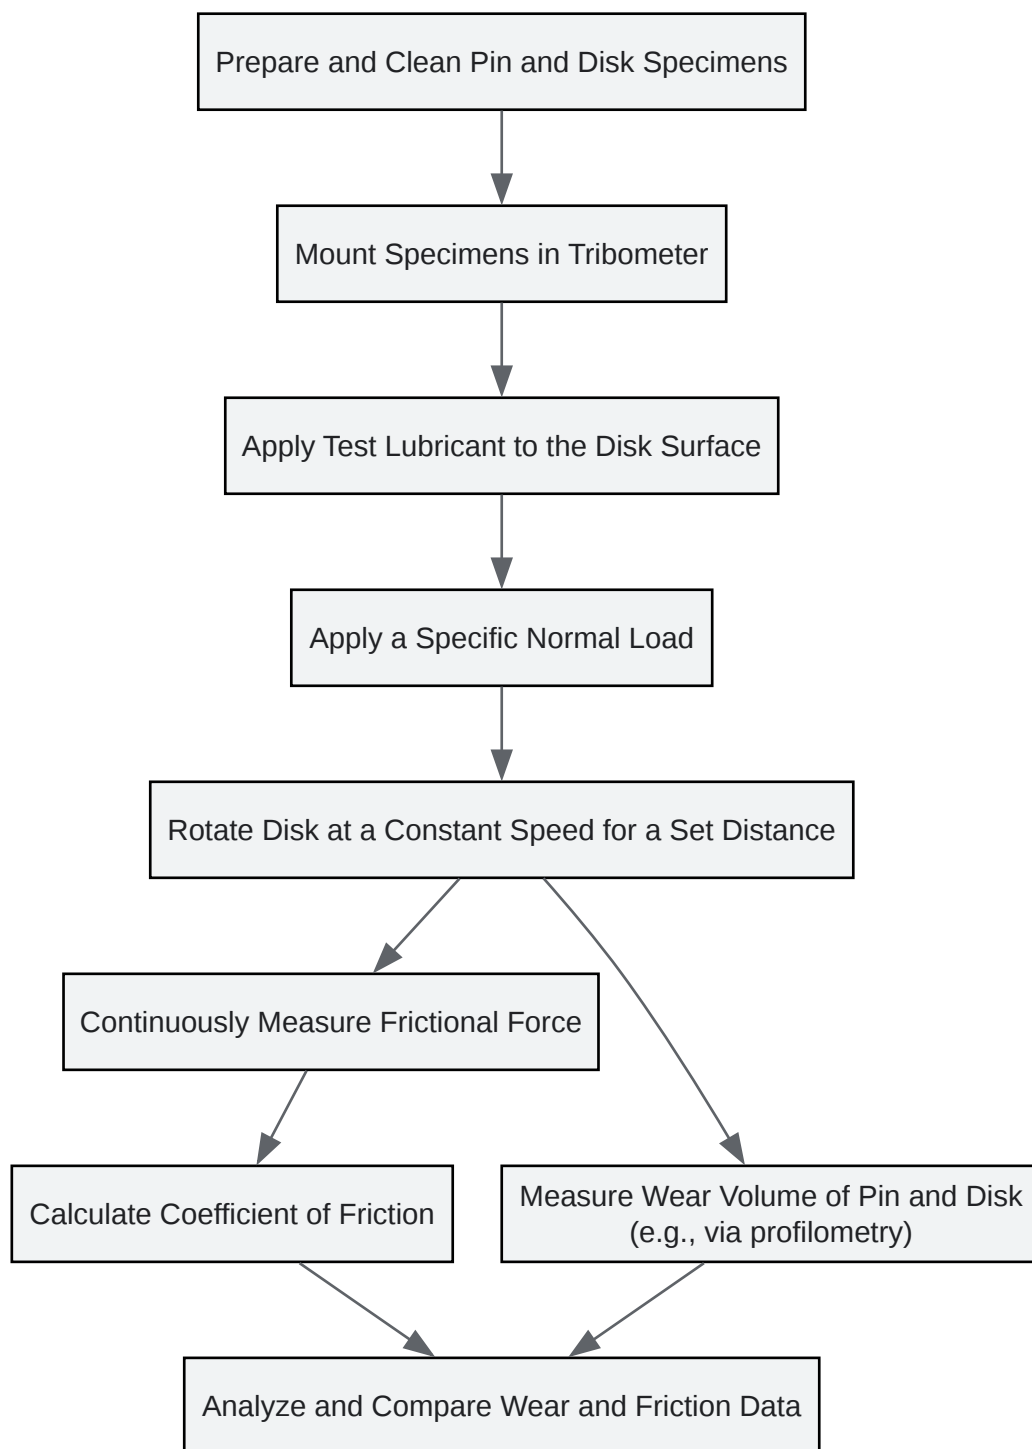 Prepare and Clean Pin and Disk Specimens
Mount Specimens in Tribometer
Apply Test Lubricant to the Disk Surface
Apply a Specific Normal Load
Rotate Disk at a Constant Speed for a Set Distance
Continuously Measure Frictional Force
Calculate Coefficient of Friction
Measure Wear Volume of Pin and Disk
(e.g., via profilometry)
Analyze and Compare Wear and Friction Data